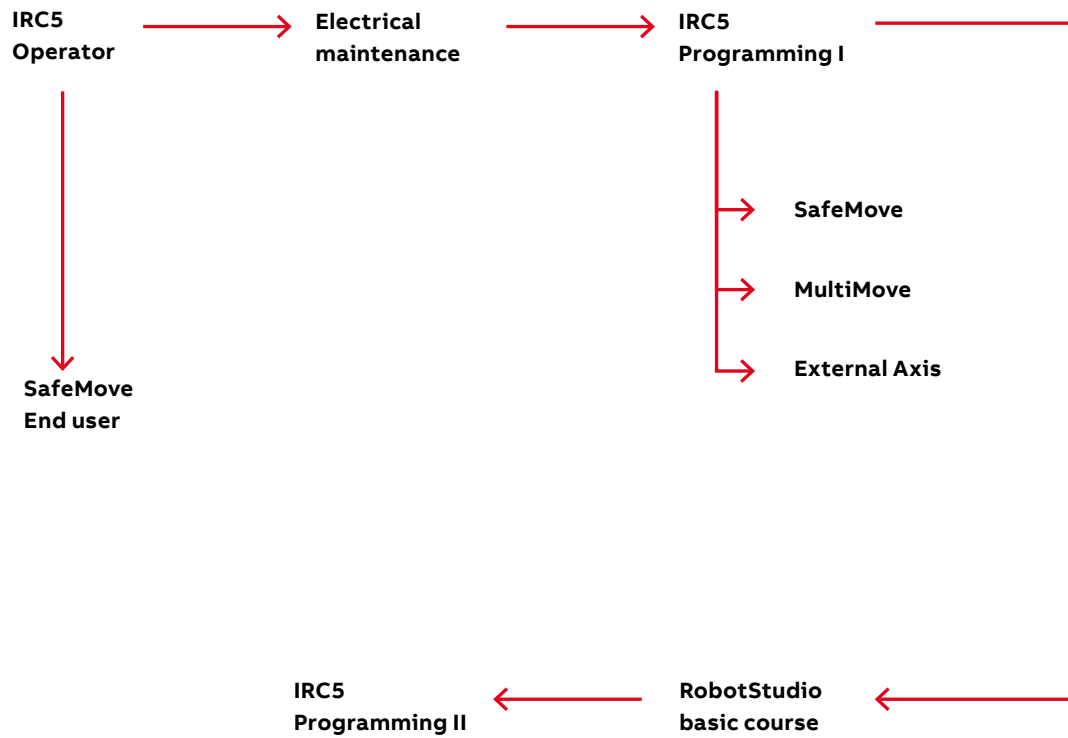 IRC5
Operator
Electrical
maintenance
IRC5
Programming I
SafeMove
MultiMove
External Axis
SafeMove
End user
IRC5
Programming II
RobotStudio
basic course